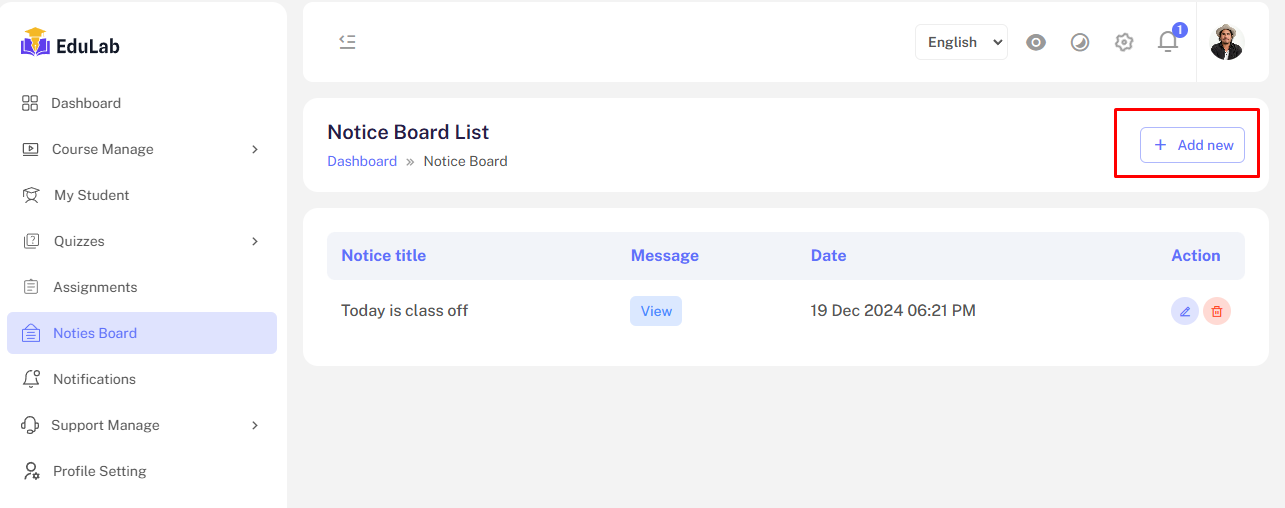 EduLab
Dashboard
Course Manage
My Student
Quizzes
Assignments
Noties Board
Notifications
Support Manage
Profile Setting
English
1
Notice Board List
Dashboard » Notice Board
+ Add new
Notice title Message Date Action
Today is class off View 19 Dec 2024 06:21 PM